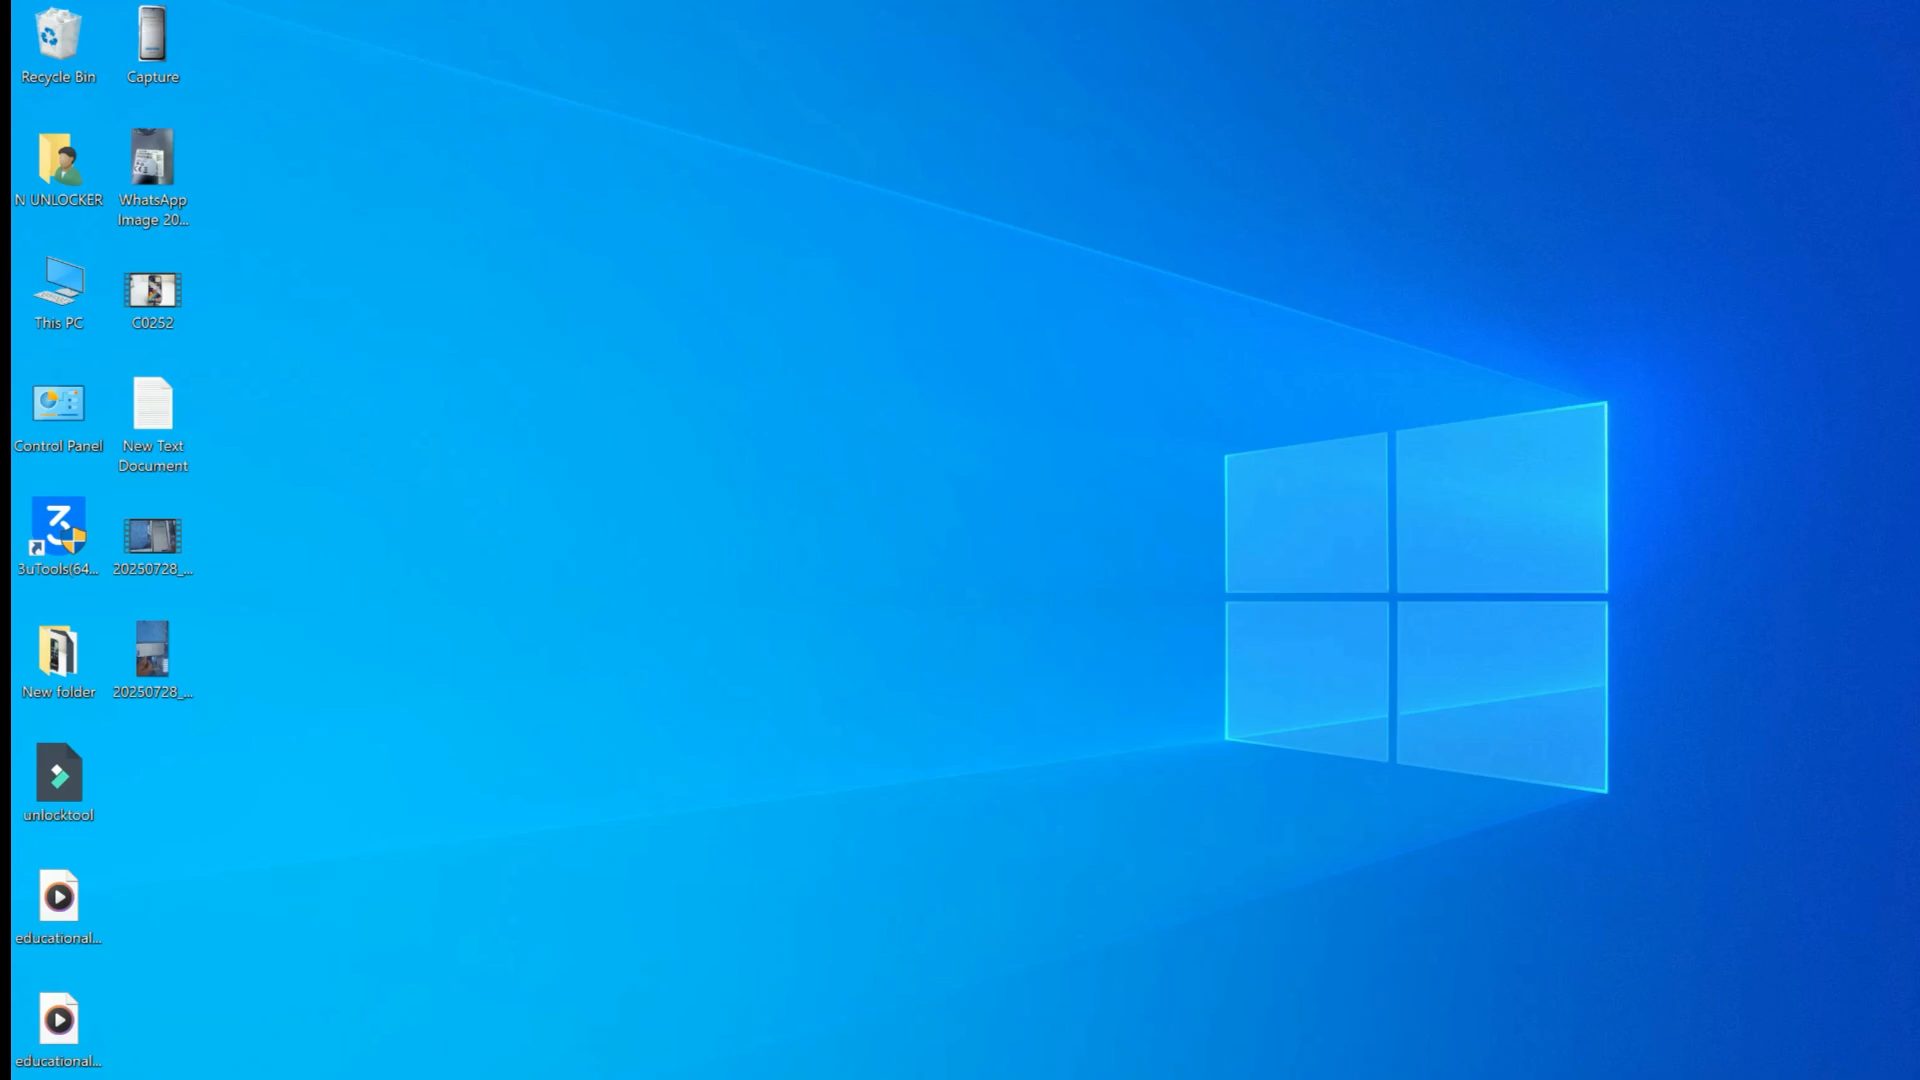 Recycle Bin
Capture
N UNLOCKER
WhatsApp
Image 20...
This PC
C0252
Control Panel
New Text
Document
3uTools(64...
20250728_...
New folder
20250728_...
unlocktool
educational...
educational...